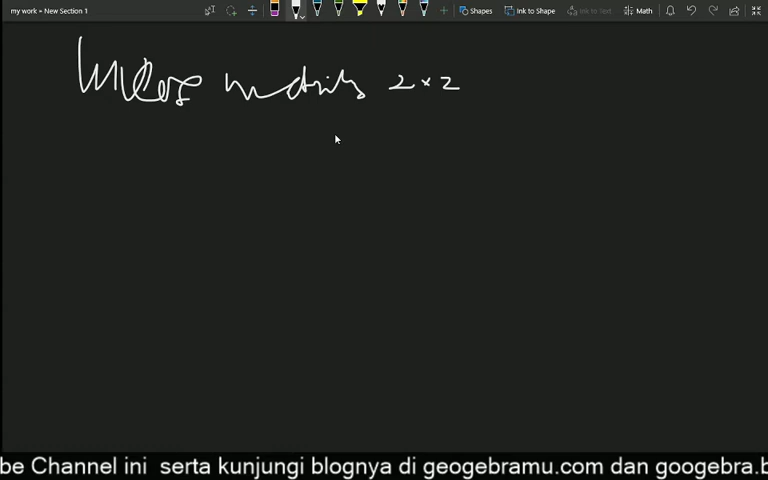 my work » New Section 1
Shapes
Ink to Shape
Ink to Text
Math
Invers matriks 2 × 2
be Channel ini serta kunjungi blognya di geogebramu.com dan googebra.b